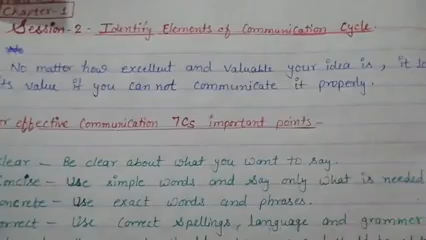 Chapter-1
Session-2 - Identify Elements of Communication Cycle.
No matter how excellent and valuable your idea is, it lo
its value if you can not communicate it properly.
or effective Communication 7Cs important points -
lear - Be clear about what you want to say.
oncise - Use simple words and say only what is needed
oncrete - Use exact words and phrases.
orrect - Use correct spellings, language and grammer